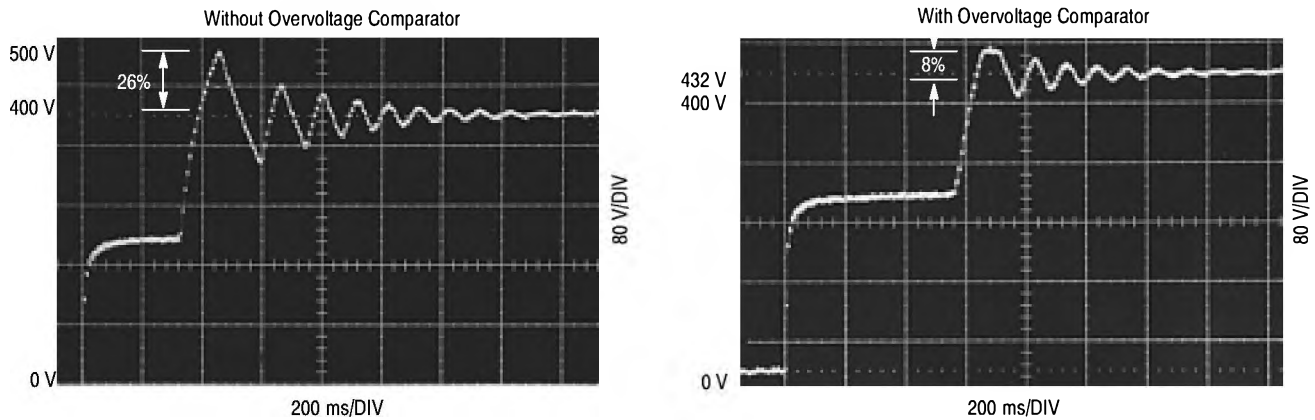 Without Overvoltage Comparator
500 V
26%
400 V
0 V
80 V/DIV
200 ms/DIV
With Overvoltage Comparator
8%
432 V
400 V
0 V
80 V/DIV
200 ms/DIV